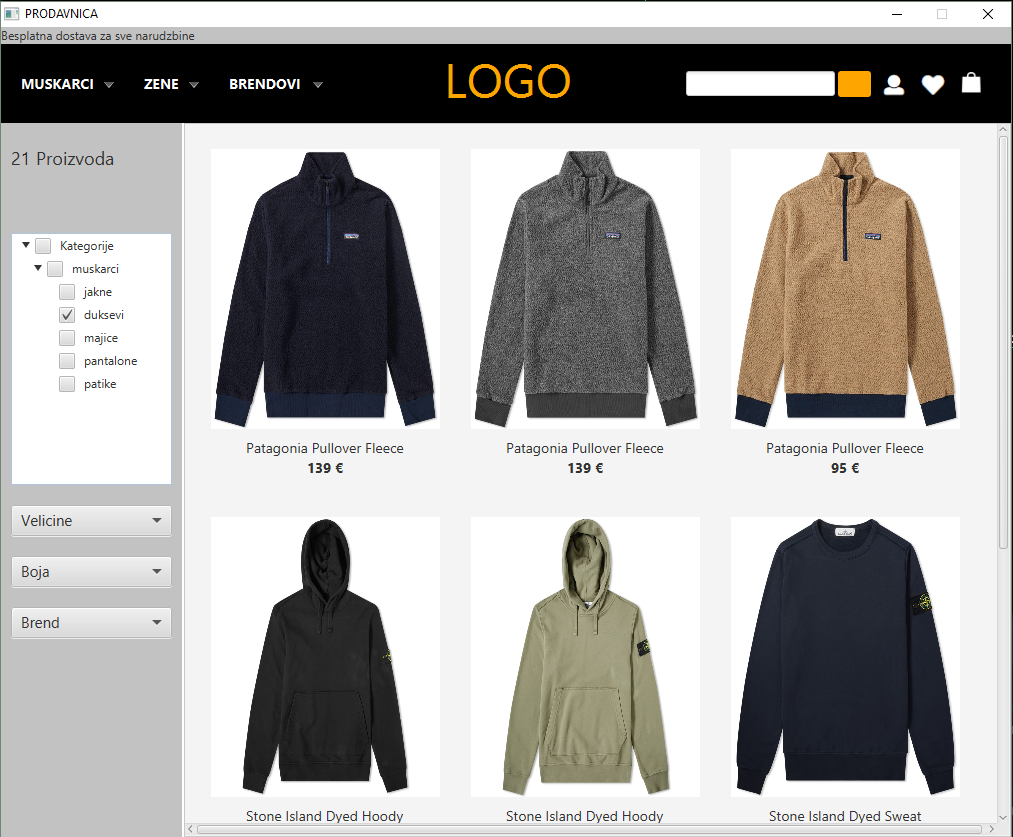 PRODAVNICA
Besplatna dostava za sve narudzbine
MUSKARCI ZENE BRENDOVI LOGO
21 Proizvoda
Kategorije
muskarci
jakne
duksevi
majice
pantalone
patike
Velicine
Boja
Brend
Patagonia Pullover Fleece
139 €
Patagonia Pullover Fleece
139 €
Patagonia Pullover Fleece
95 €
Stone Island Dyed Hoody
Stone Island Dyed Hoody
Stone Island Dyed Sweat